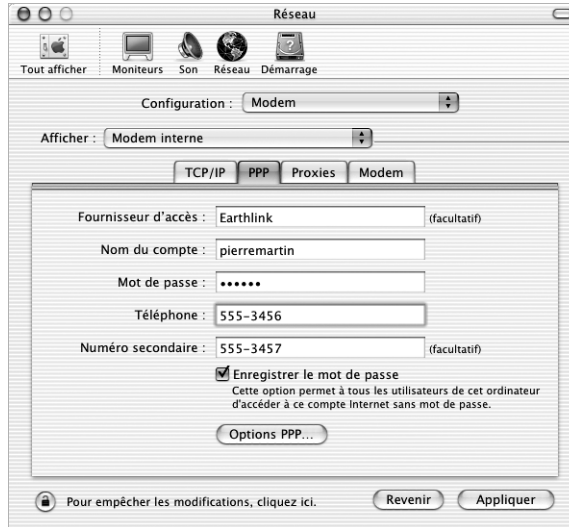 Réseau
Tout afficher Moniteurs Son Réseau Démarrage
Configuration : Modem
Afficher : Modem interne
TCP/IP PPP Proxies Modem
Fournisseur d'accès : Earthlink (facultatif)
Nom du compte : pierremartin
Mot de passe : ••••••
Téléphone : 555-3456
Numéro secondaire : 555-3457 (facultatif)
Enregistrer le mot de passe
Cette option permet à tous les utilisateurs de cet ordinateur
d'accéder à ce compte Internet sans mot de passe.
Options PPP...
Pour empêcher les modifications, cliquez ici. Revenir Appliquer